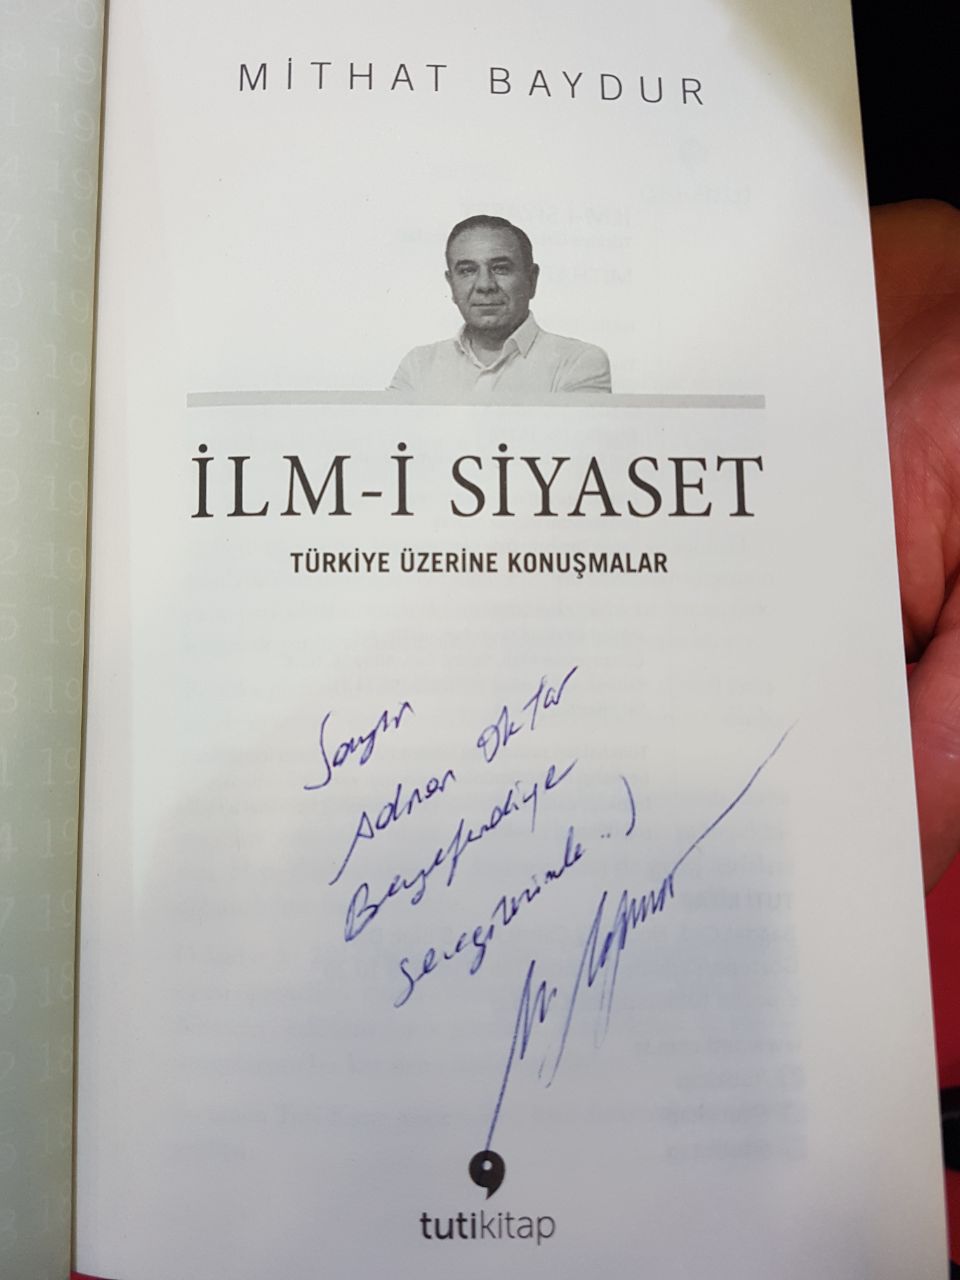 MİTHAT BAYDUR
İLM-İ SİYASET
TÜRKİYE ÜZERİNE KONUŞMALAR
Sayın
Adnan Oktar
Beyefendiye
sevgilerimle :)
tutikitap